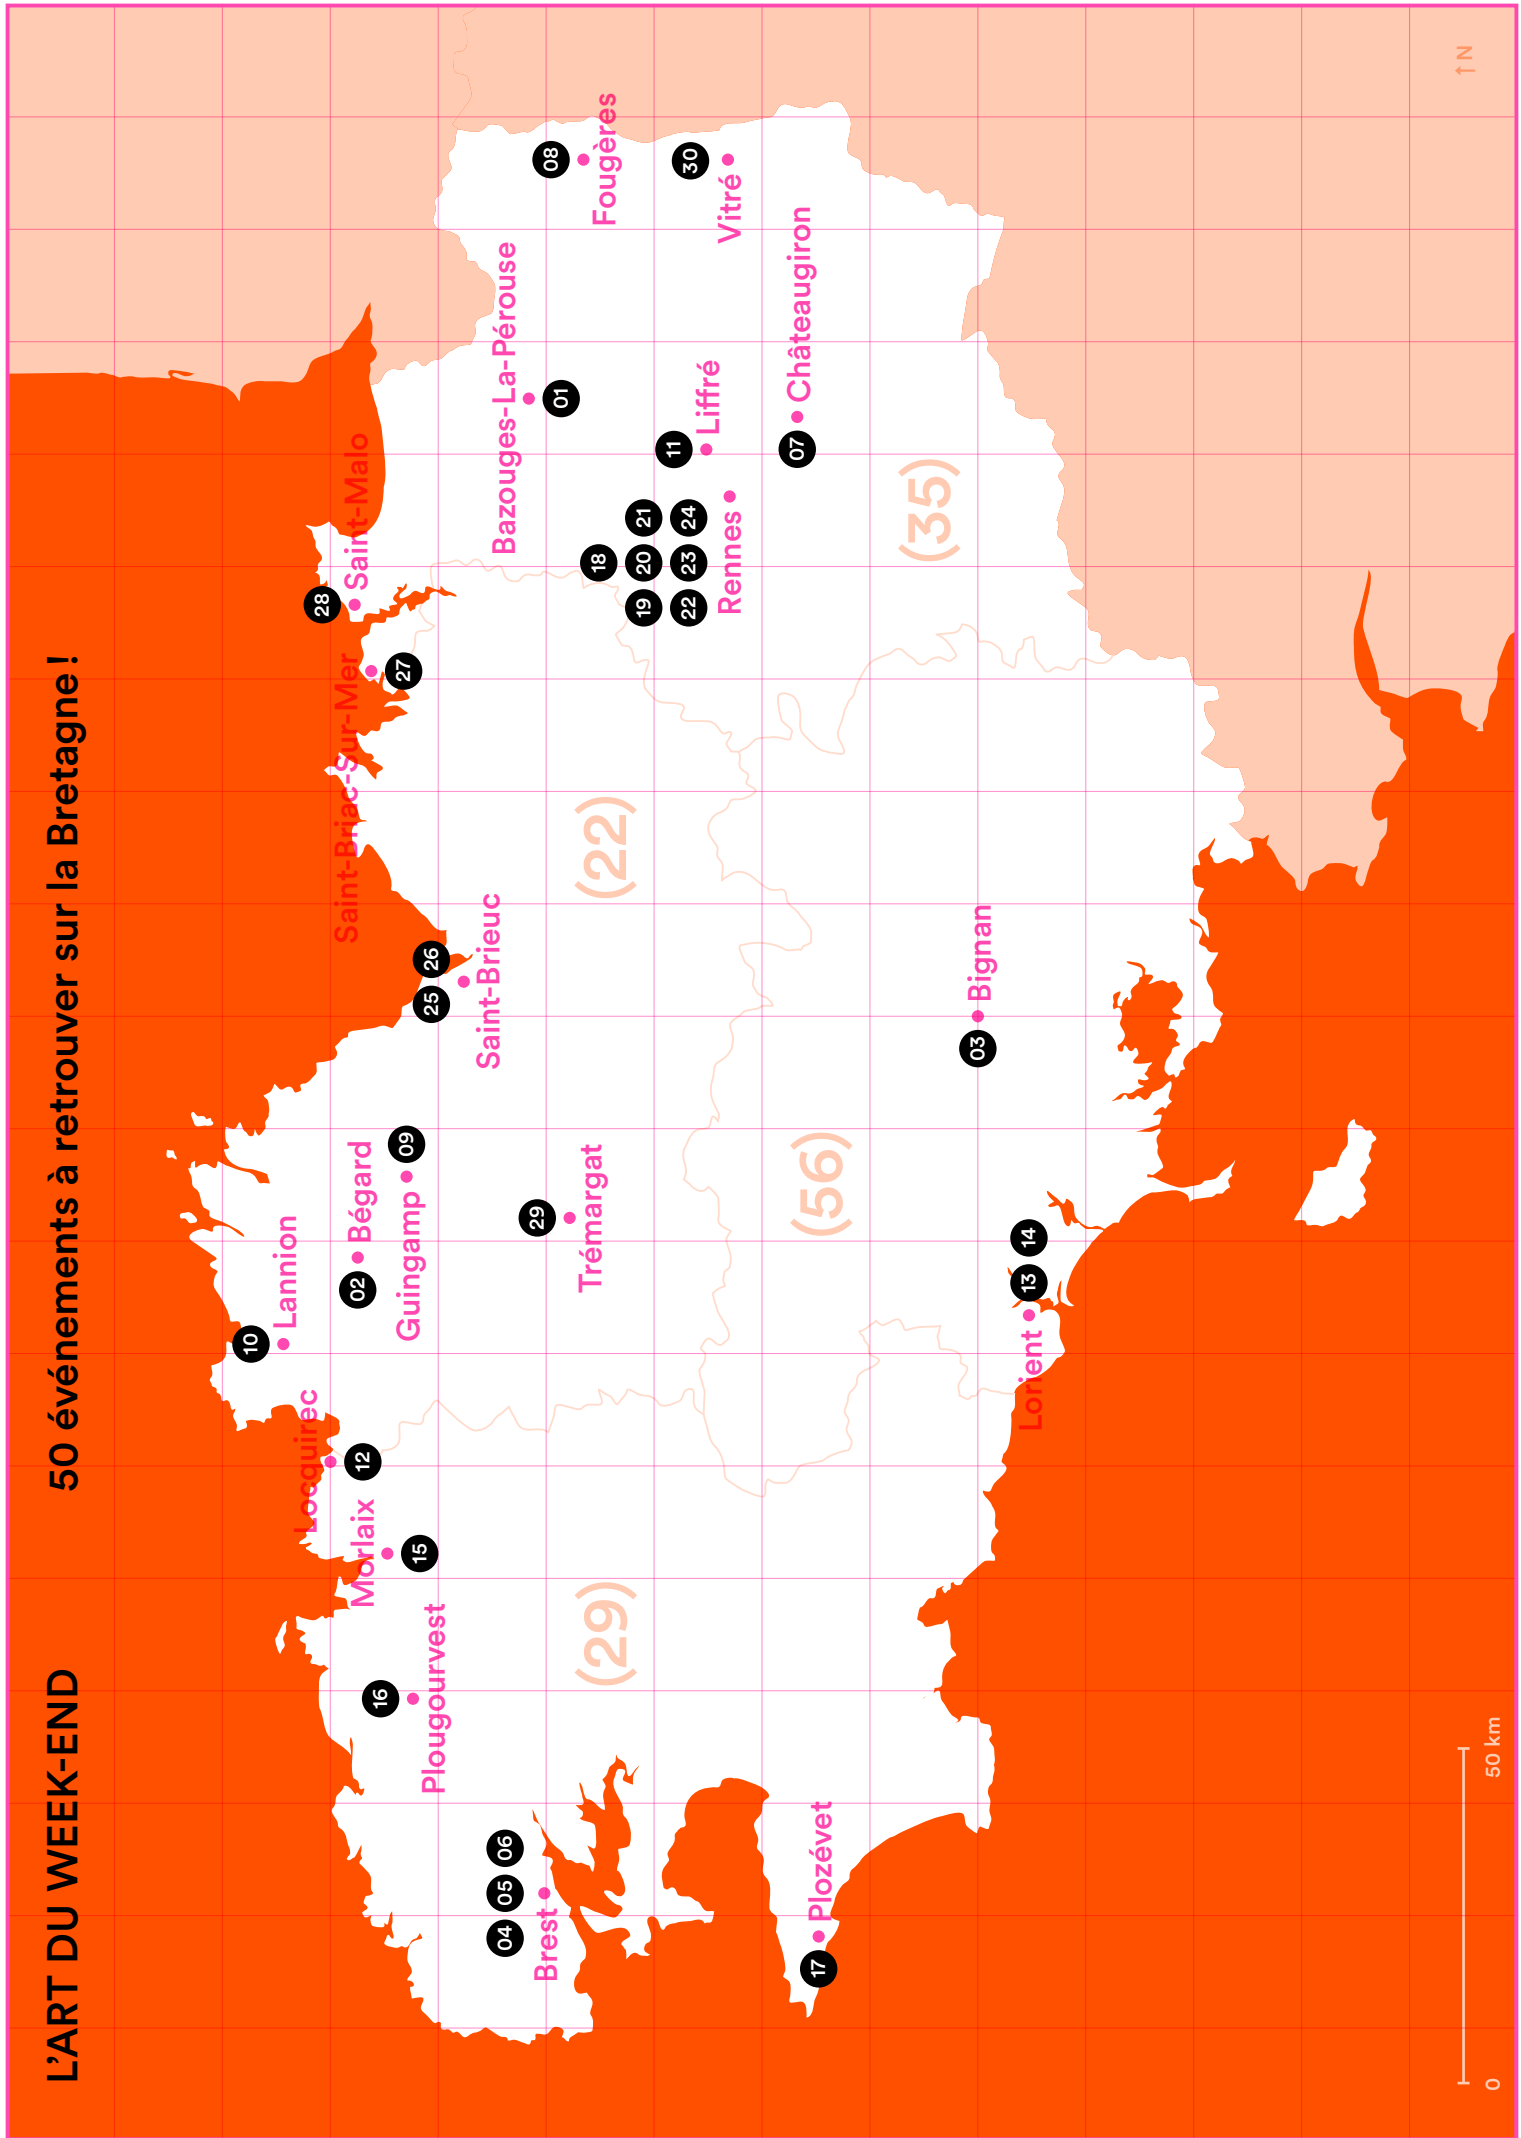 L'ART DU WEEK-END
50 événements à retrouver sur la Bretagne !
10
Lannion
Locquirec
12
28
Saint-Malo
Saint-Briac-Sur-Mer
27
02
Bégard
Morlaix
15
16
Plougourvest
09
Guingamp
25
26
Saint-Brieuc
04
05
06
Brest
29
Trémargat
Bazouges-La-Pérouse
01
08
Fougères
(29)
(22)
18
19
20
21
22
23
24
Rennes
11
Liffré
30
Vitré
07
Châteaugiron
17
Plozévet
(56)
(35)
03
Bignan
Lorient
13
14
0
50 km
↑ N